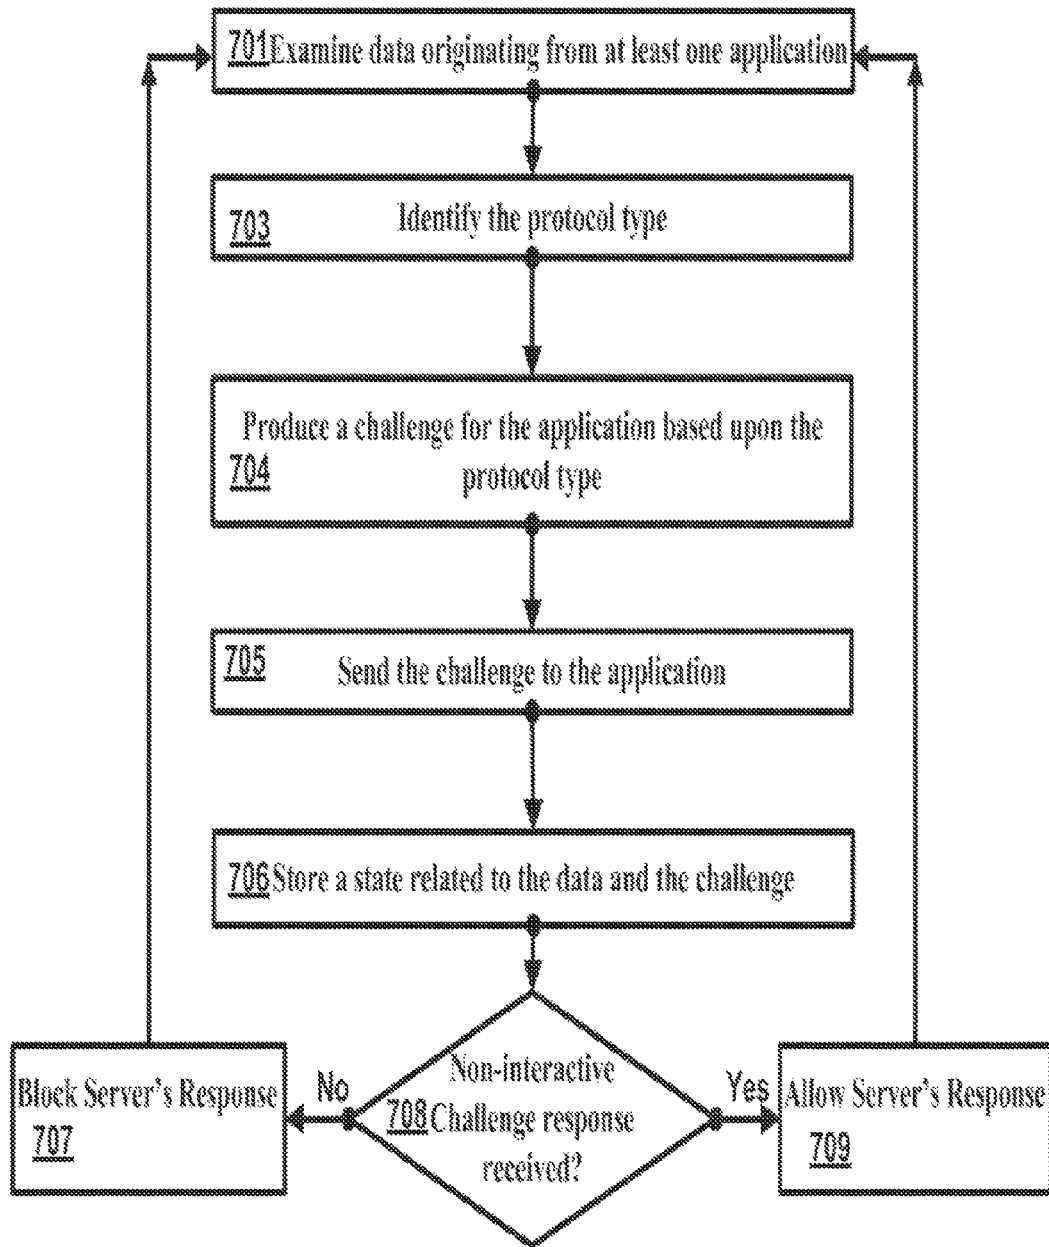 701 Examine data originating from at least one application
703 Identify the protocol type
Produce a challenge for the application based upon the
704 protocol type
705 Send the challenge to the application
706 Store a state related to the data and the challenge
Non-interactive
708 Challenge response
received?
No
Yes
Block Server's Response
707
Allow Server's Response
709